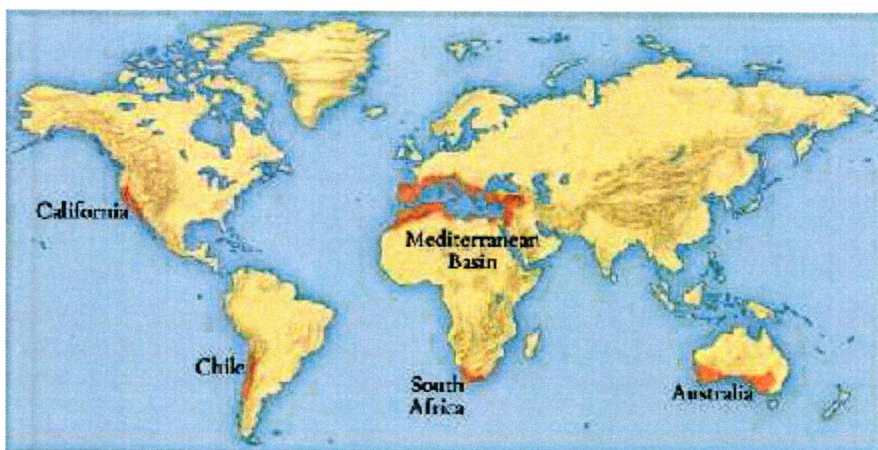 California
Mediterranean
Basin
Chile
South
Africa
Australia